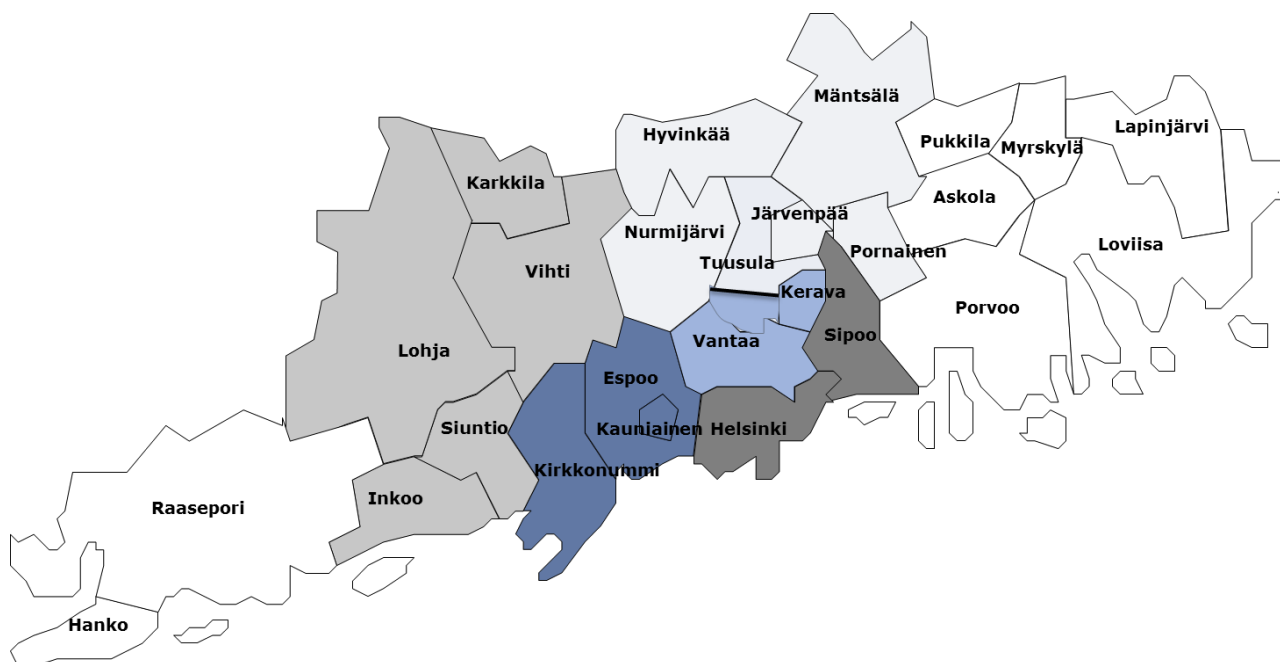 Mäntsälä
Lapinjärvi
Hyvinkää
Pukkila
Myrskylä
Karkkila
Askola
Järvenpää
Nurmijärvi
Pornainen
Loviisa
Tuusula
Vihti
Kerava
Porvoo
Sipoo
Vantaa
Lohja
Espoo
Siuntio
Kauniainen
Helsinki
Kirkkonummi
Inkoo
Raasepori
Hanko